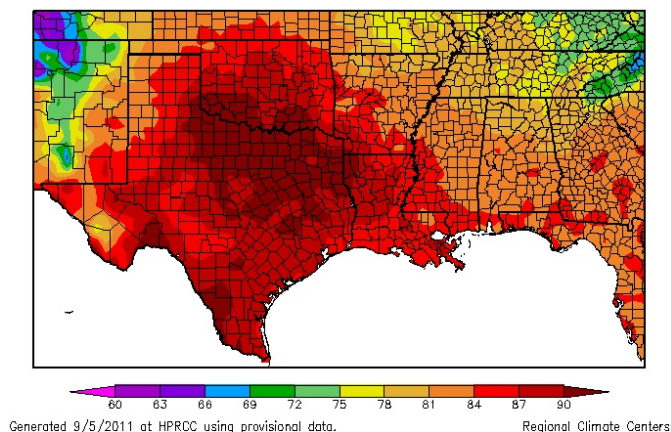 60 63 66 69 72 75 78 81 84 87 90
Generated 9/5/2011 at HPRCC using provisional data. Regional Climate Centers